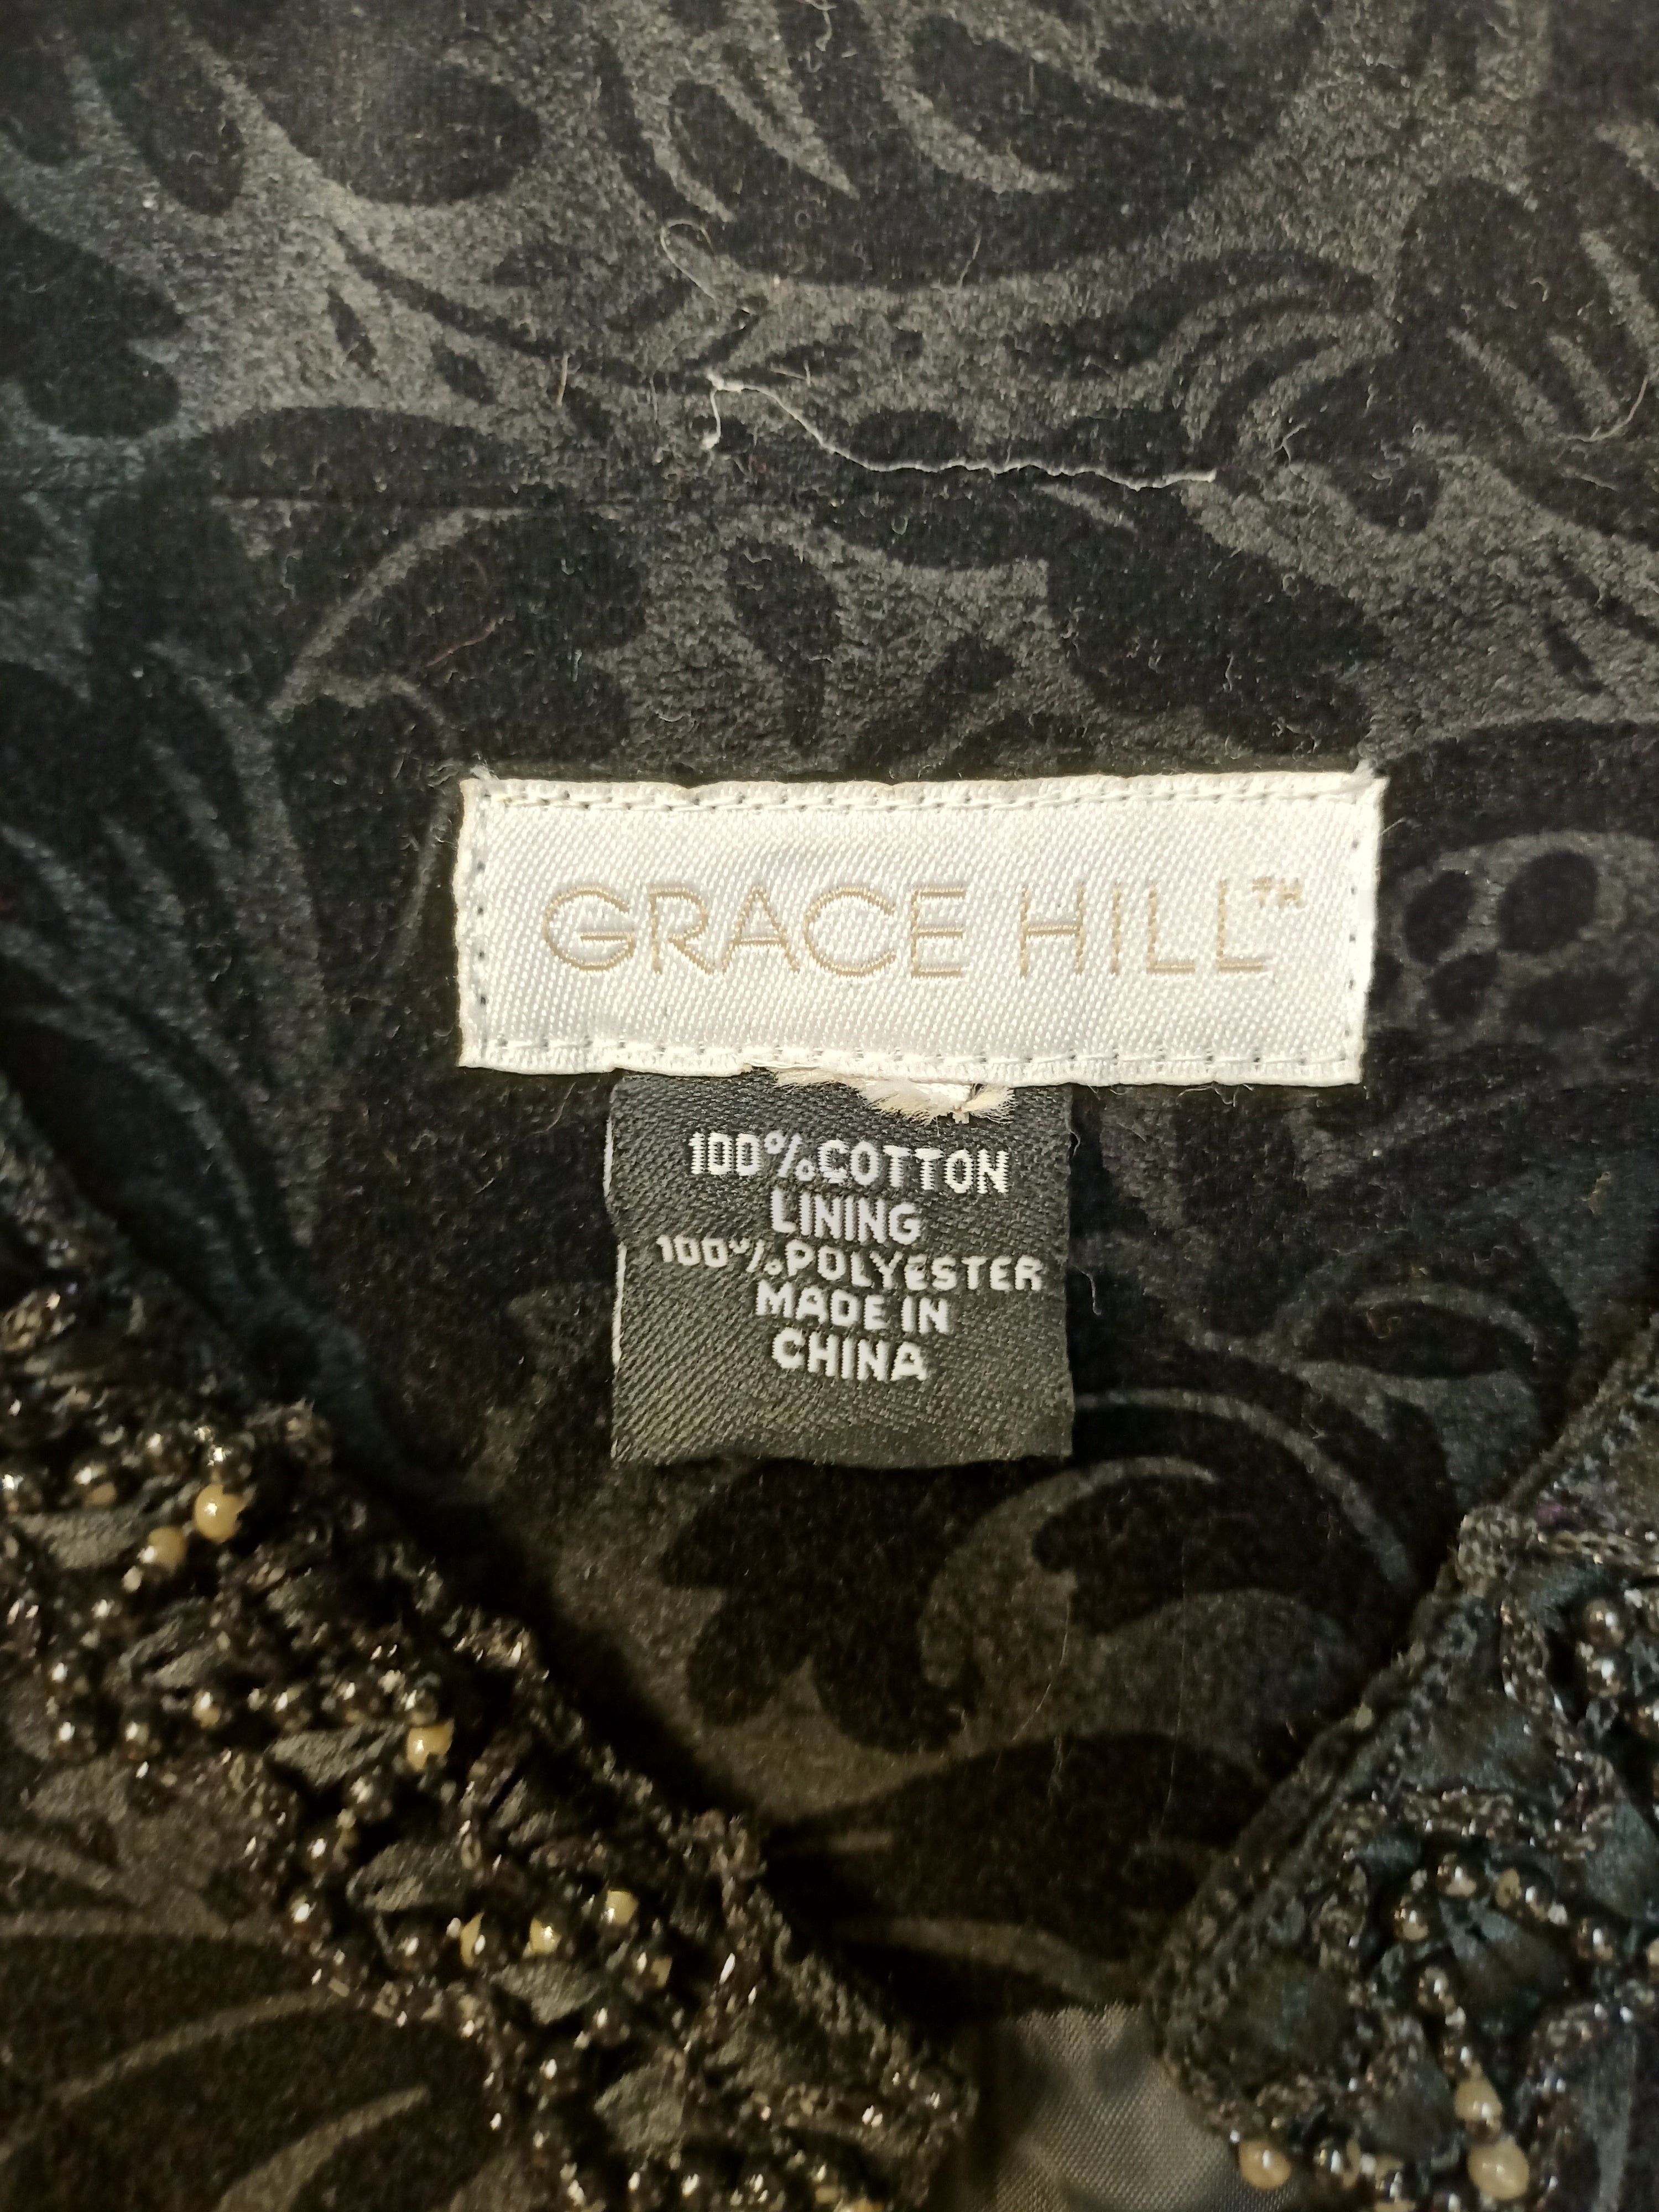 GRACE HILL™
100% COTTON
LINING
100% POLYESTER
MADE IN
CHINA